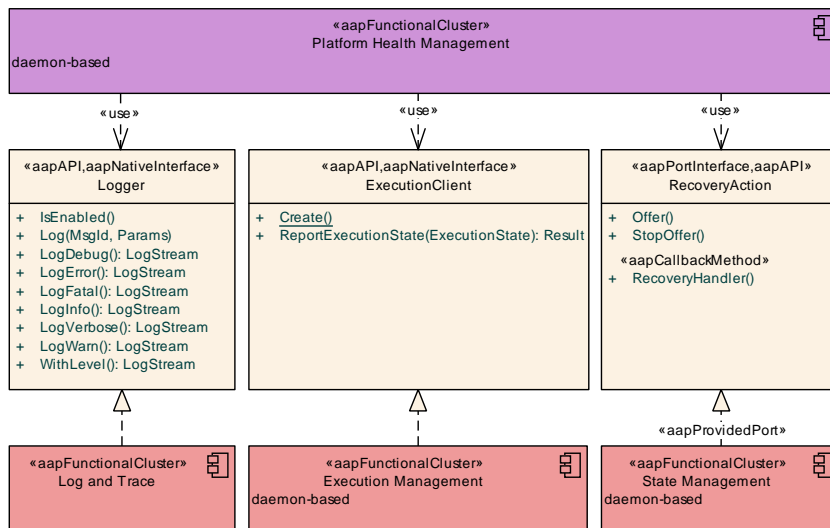 «aapFunctionalCluster»
Platform Health Management
daemon-based
«use»
«use»
«use»
«aapAPI,aapNativeInterface»
Logger
+ IsEnabled()
+ Log(MsgId, Params)
+ LogDebug(): LogStream
+ LogError(): LogStream
+ LogFatal(): LogStream
+ LogInfo(): LogStream
+ LogVerbose(): LogStream
+ LogWarn(): LogStream
+ WithLevel(): LogStream
«aapAPI,aapNativeInterface»
ExecutionClient
+ Create()
+ ReportExecutionState(ExecutionState): Result
«aapPortInterface,aapAPI»
RecoveryAction
+ Offer()
+ StopOffer()
«aapCallbackMethod»
+ RecoveryHandler()
«aapProvidedPort»
«aapFunctionalCluster»
Log and Trace
«aapFunctionalCluster»
Execution Management
daemon-based
«aapFunctionalCluster»
State Management
daemon-based